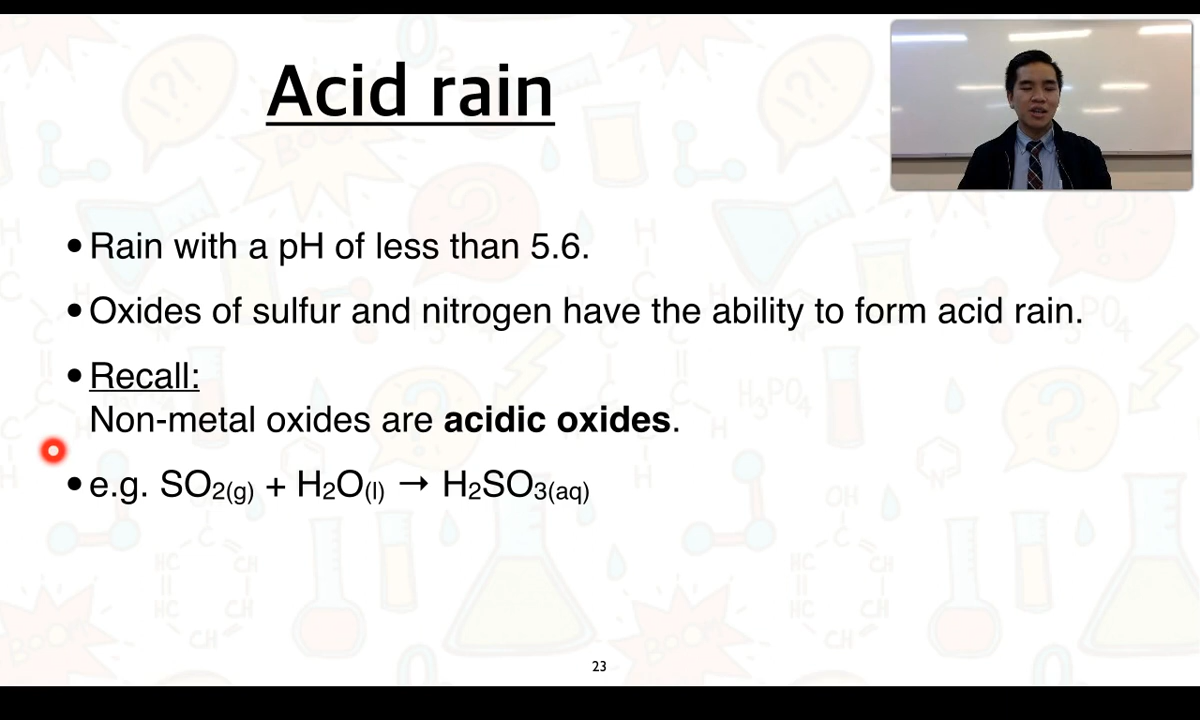 Acid rain
• Rain with a pH of less than 5.6.
• Oxides of sulfur and nitrogen have the ability to form acid rain.
• Recall:
Non-metal oxides are acidic oxides.
• e.g. SO2(g) + H2O(l) → H2SO3(aq)
23